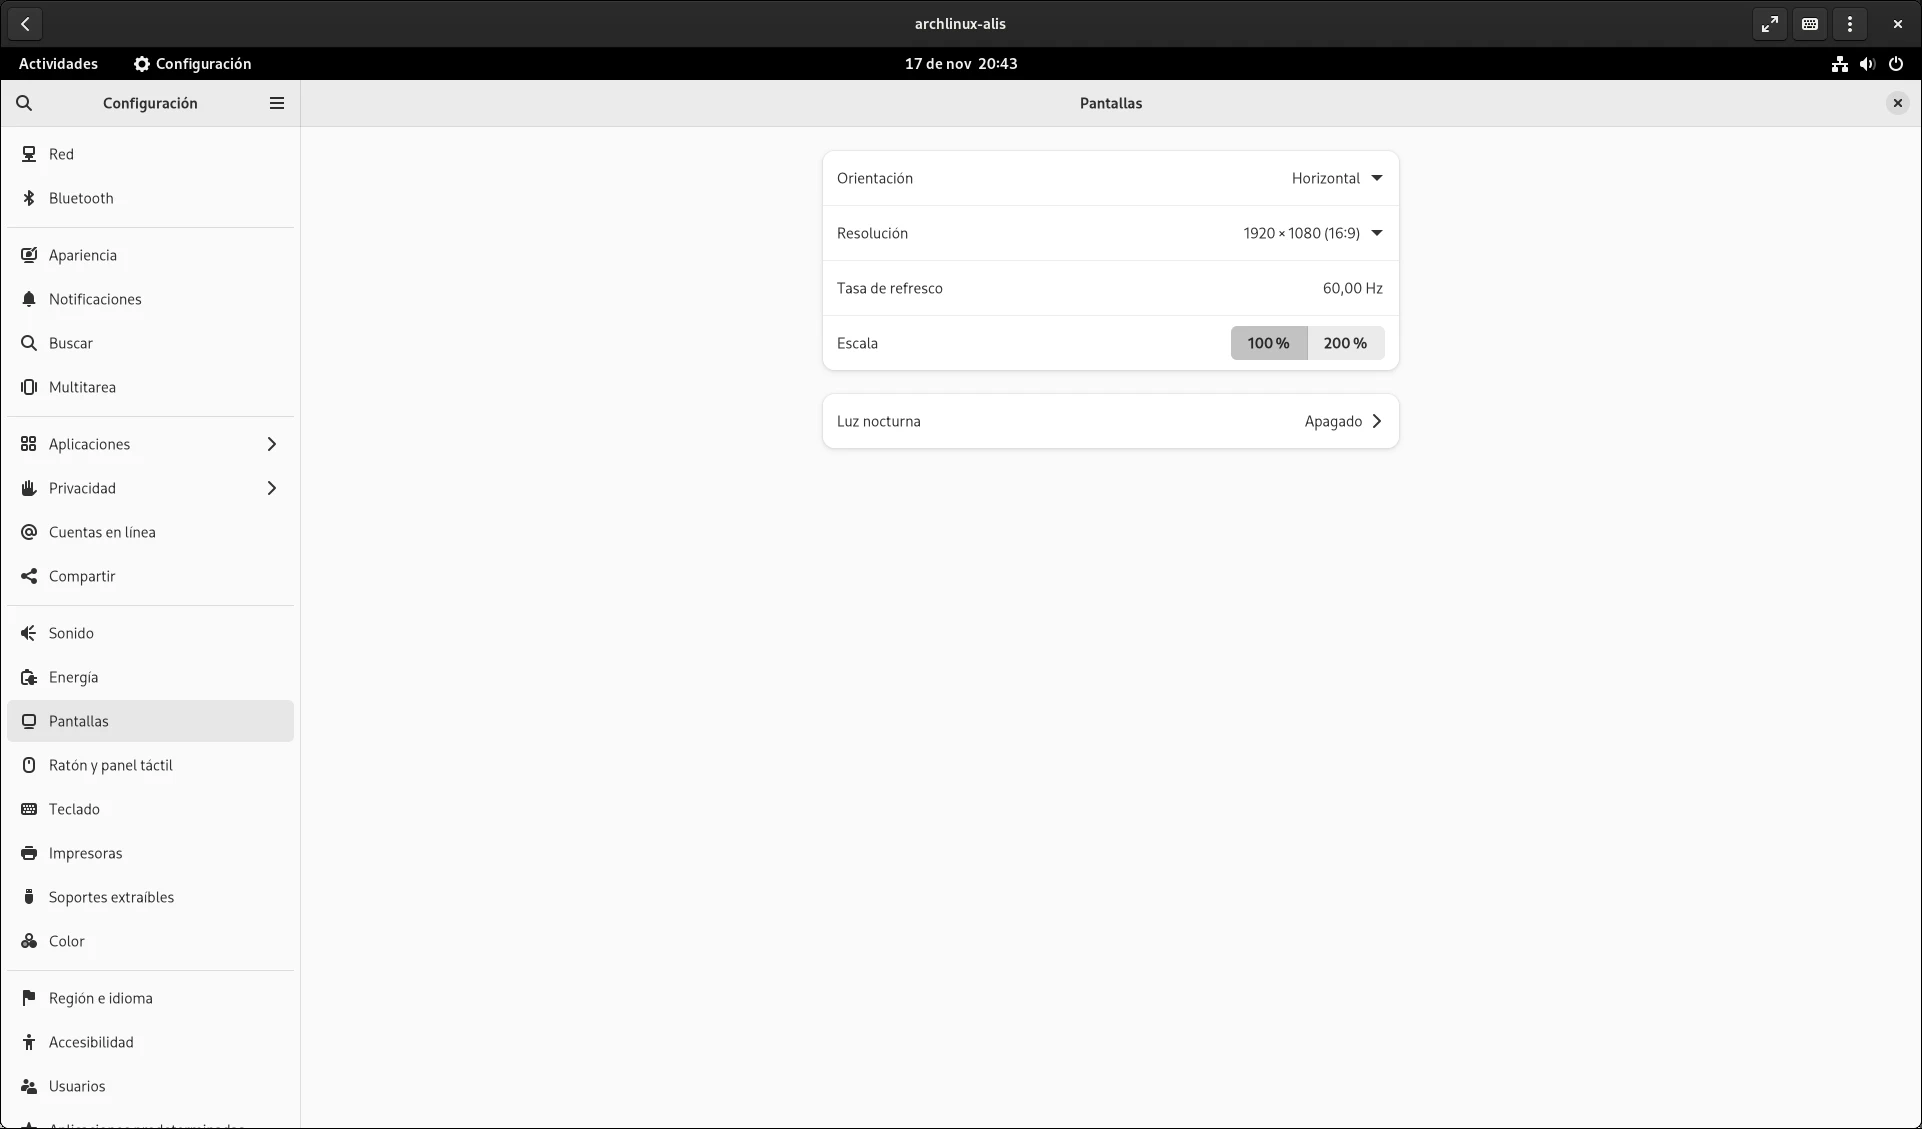 archlinux-alis
Actividades Configuración 17 de nov 20:43
Configuración
Pantallas
Red
Bluetooth
Apariencia
Notificaciones
Buscar
Multitarea
Aplicaciones
Privacidad
Cuentas en línea
Compartir
Sonido
Energía
Pantallas
Ratón y panel táctil
Teclado
Impresoras
Soportes extraíbles
Color
Región e idioma
Accesibilidad
Usuarios
Orientación Horizontal
Resolución 1920 × 1080 (16:9)
Tasa de refresco 60,00 Hz
Escala 100 % 200 %
Luz nocturna Apagado